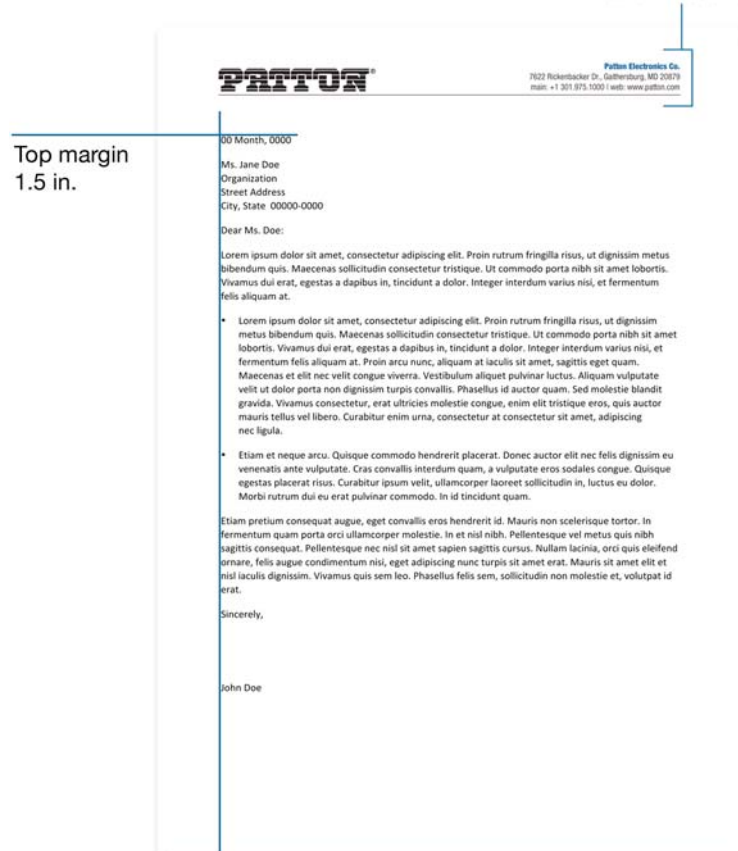 PATTON®
Patton Electronics Co.
7622 Rickenbacker Dr., Gaithersburg, MD 20879
main: +1 301.975.1000 | web: www.patton.com
Top margin
1.5 in.
00 Month, 0000
Ms. Jane Doe
Organization
Street Address
City, State 00000-0000
Dear Ms. Doe:
Lorem ipsum dolor sit amet, consectetur adipiscing elit. Proin rutrum fringilla risus, ut dignissim metus
bibendum quis. Maecenas sollicitudin consectetur tristique. Ut commodo porta nibh sit amet lobortis.
Vivamus dui erat, egestas a dapibus in, tincidunt a dolor. Integer interdum varius nisi, et fermentum
felis aliquam at.
• Lorem ipsum dolor sit amet, consectetur adipiscing elit. Proin rutrum fringilla risus, ut dignissim
metus bibendum quis. Maecenas sollicitudin consectetur tristique. Ut commodo porta nibh sit amet
lobortis. Vivamus dui erat, egestas a dapibus in, tincidunt a dolor. Integer interdum varius nisi, et
fermentum felis aliquam at. Proin arcu nunc, aliquam at iaculis sit amet, sagittis eget quam.
Maecenas et elit nec velit congue viverra. Vestibulum aliquet pulvinar luctus. Aliquam vulputate
velit ut dolor porta non dignissim turpis convallis. Phasellus id auctor quam. Sed molestie blandit
gravida. Vivamus consectetur, erat ultricies molestie congue, enim elit tristique eros, quis auctor
mauris tellus vel libero. Curabitur enim urna, consectetur at consectetur sit amet, adipiscing
nec ligula.
• Etiam et neque arcu. Quisque commodo hendrerit placerat. Donec auctor elit nec felis dignissim eu
venenatis ante vulputate. Cras convallis interdum quam, a vulputate eros sodales congue. Quisque
egestas placerat risus. Curabitur ipsum velit, ullamcorper laoreet sollicitudin in, luctus eu dolor.
Morbi rutrum dui eu erat pulvinar commodo. In id tincidunt quam.
Etiam pretium consequat augue, eget convallis eros hendrerit id. Mauris non scelerisque tortor. In
fermentum quam porta orci ullamcorper molestie. In et nisl nibh. Pellentesque vel metus quis nibh
sagittis consequat. Pellentesque nec nisl sit amet sapien sagittis cursus. Nullam lacinia, orci quis eleifend
ornare, felis augue condimentum nisi, eget adipiscing nunc turpis sit amet erat. Mauris sit amet elit et
nisl iaculis dignissim. Vivamus quis sem leo. Phasellus felis sem, sollicitudin non molestie et, volutpat id
erat.
Sincerely,
John Doe